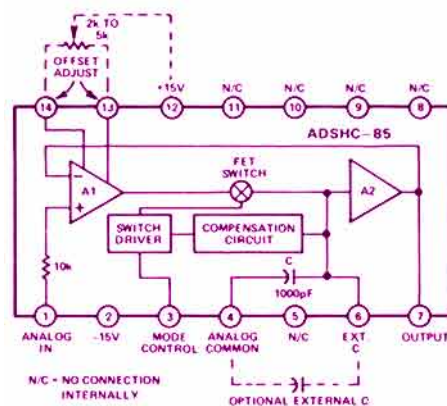 2k TO
5k
OFFSET
ADJUST
+15V
N/C
N/C
N/C
N/C
14
13
12
11
10
9
8
ADSHC-85
FET
SWITCH
−
A1
+
A2
SWITCH
DRIVER
COMPENSATION
CIRCUIT
10k
C
1000pF
1
2
3
4
5
6
7
ANALOG
IN
-15V
MODE
CONTROL
ANALOG
COMMON
N/C
EXT.
C
OUTPUT
N/C = NO CONNECTION
INTERNALLY
OPTIONAL EXTERNAL C